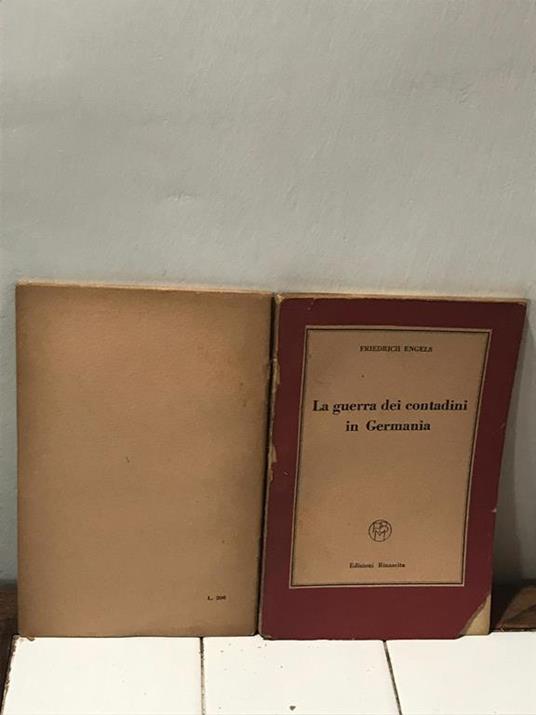 FRIEDRICH ENGELS
La guerra dei contadini
in Germania
Edizioni Rinascita
L. 200